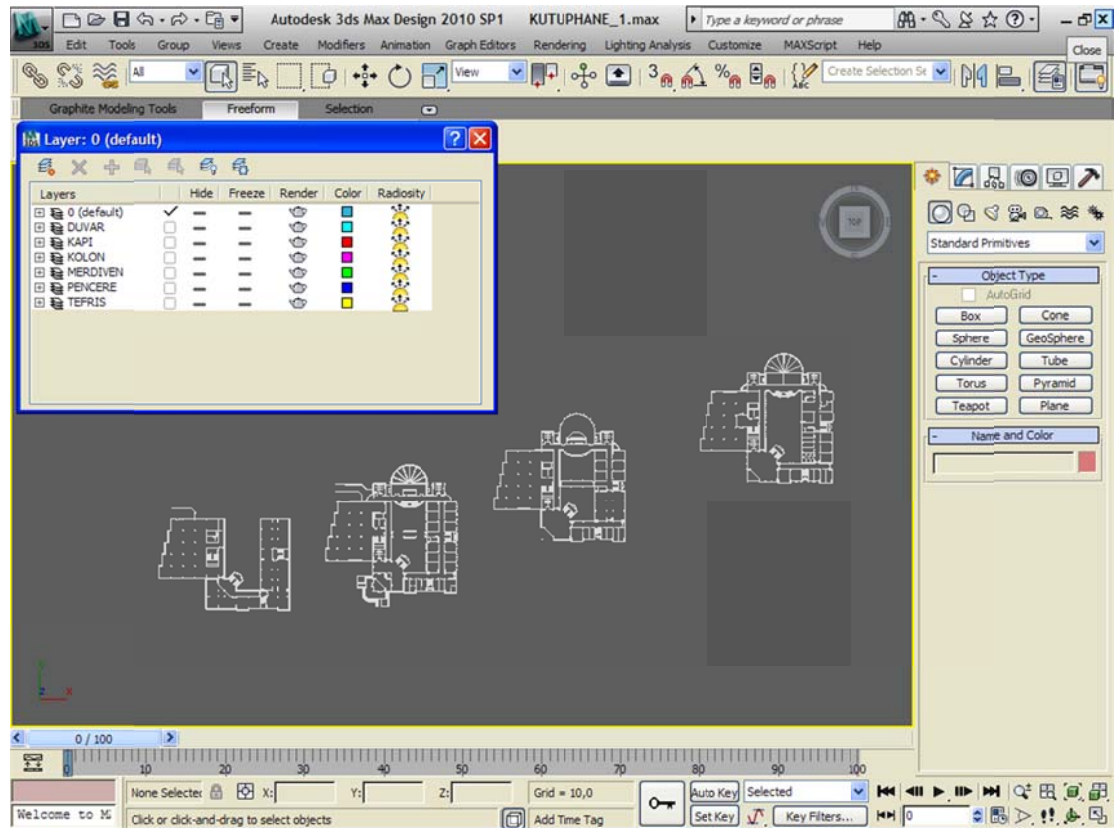 Autodesk 3ds Max Design 2010 SP1 KUTUPHANE_1.max Type a keyword or phrase
3DS Edit Tools Group Views Create Modifiers Animation Graph Editors Rendering Lighting Analysis Customize MAXScript Help
Close
All View 3 % ABC Create Selection Se
Graphite Modeling Tools Freeform Selection
Layer: 0 (default)
Layers Hide Freeze Render Color Radiosity
0 (default)
DUVAR
KAPI
KOLON
MERDIVEN
PENCERE
TEFRIS
TOP
Standard Primitives
- Object Type
AutoGrid
Box Cone
Sphere GeoSphere
Cylinder Tube
Torus Pyramid
Teapot Plane
- Name and Color
y
z x
0 / 100
0 10 20 30 40 50 60 70 80 90 100
None Selected X: Y: Z: Grid = 10,0 Auto Key Selected
Welcome to M Click or click-and-drag to select objects Add Time Tag Set Key Key Filters... 0